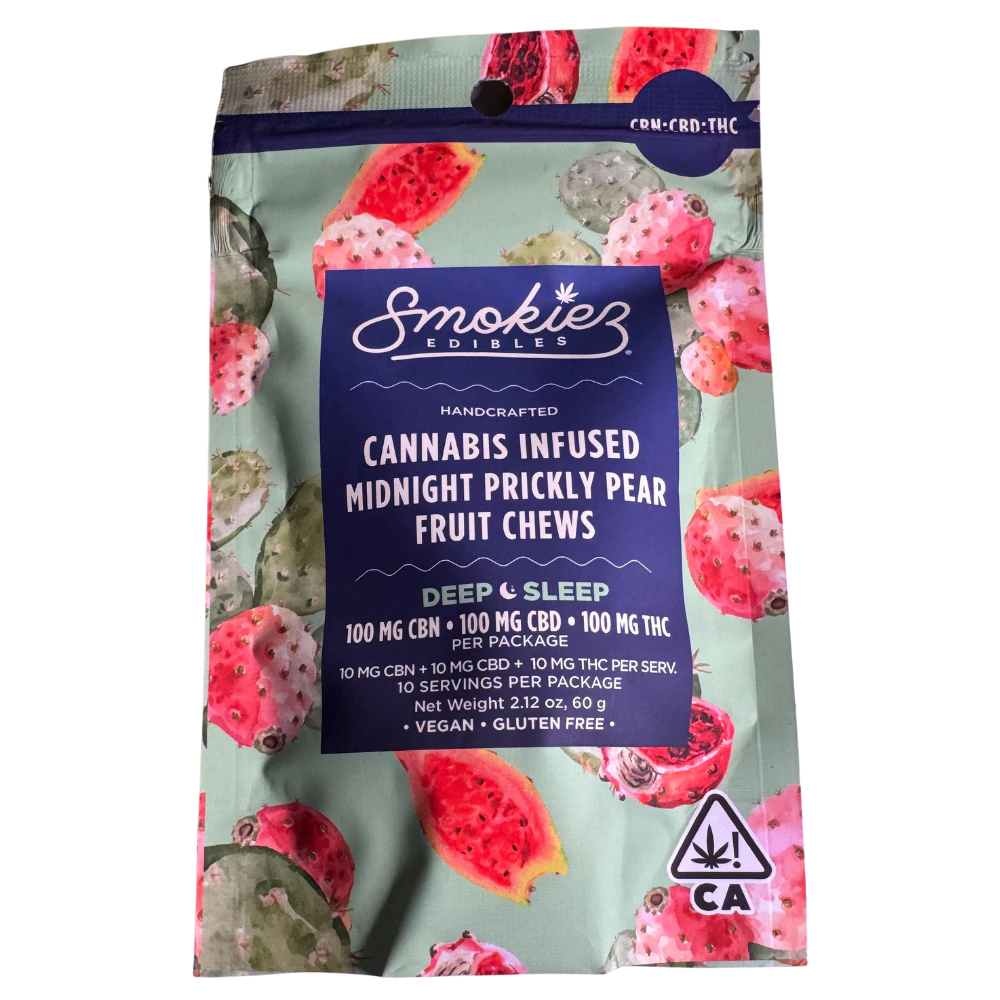 CBN:CBD:THC
Smokiez
EDIBLES®
HANDCRAFTED
CANNABIS INFUSED
MIDNIGHT PRICKLY PEAR
FRUIT CHEWS
DEEP SLEEP
100 MG CBN • 100 MG CBD • 100 MG THC
PER PACKAGE
10 MG CBN + 10 MG CBD + 10 MG THC PER SERV.
10 SERVINGS PER PACKAGE
Net Weight 2.12 oz, 60 g
• VEGAN • GLUTEN FREE •
!
CA